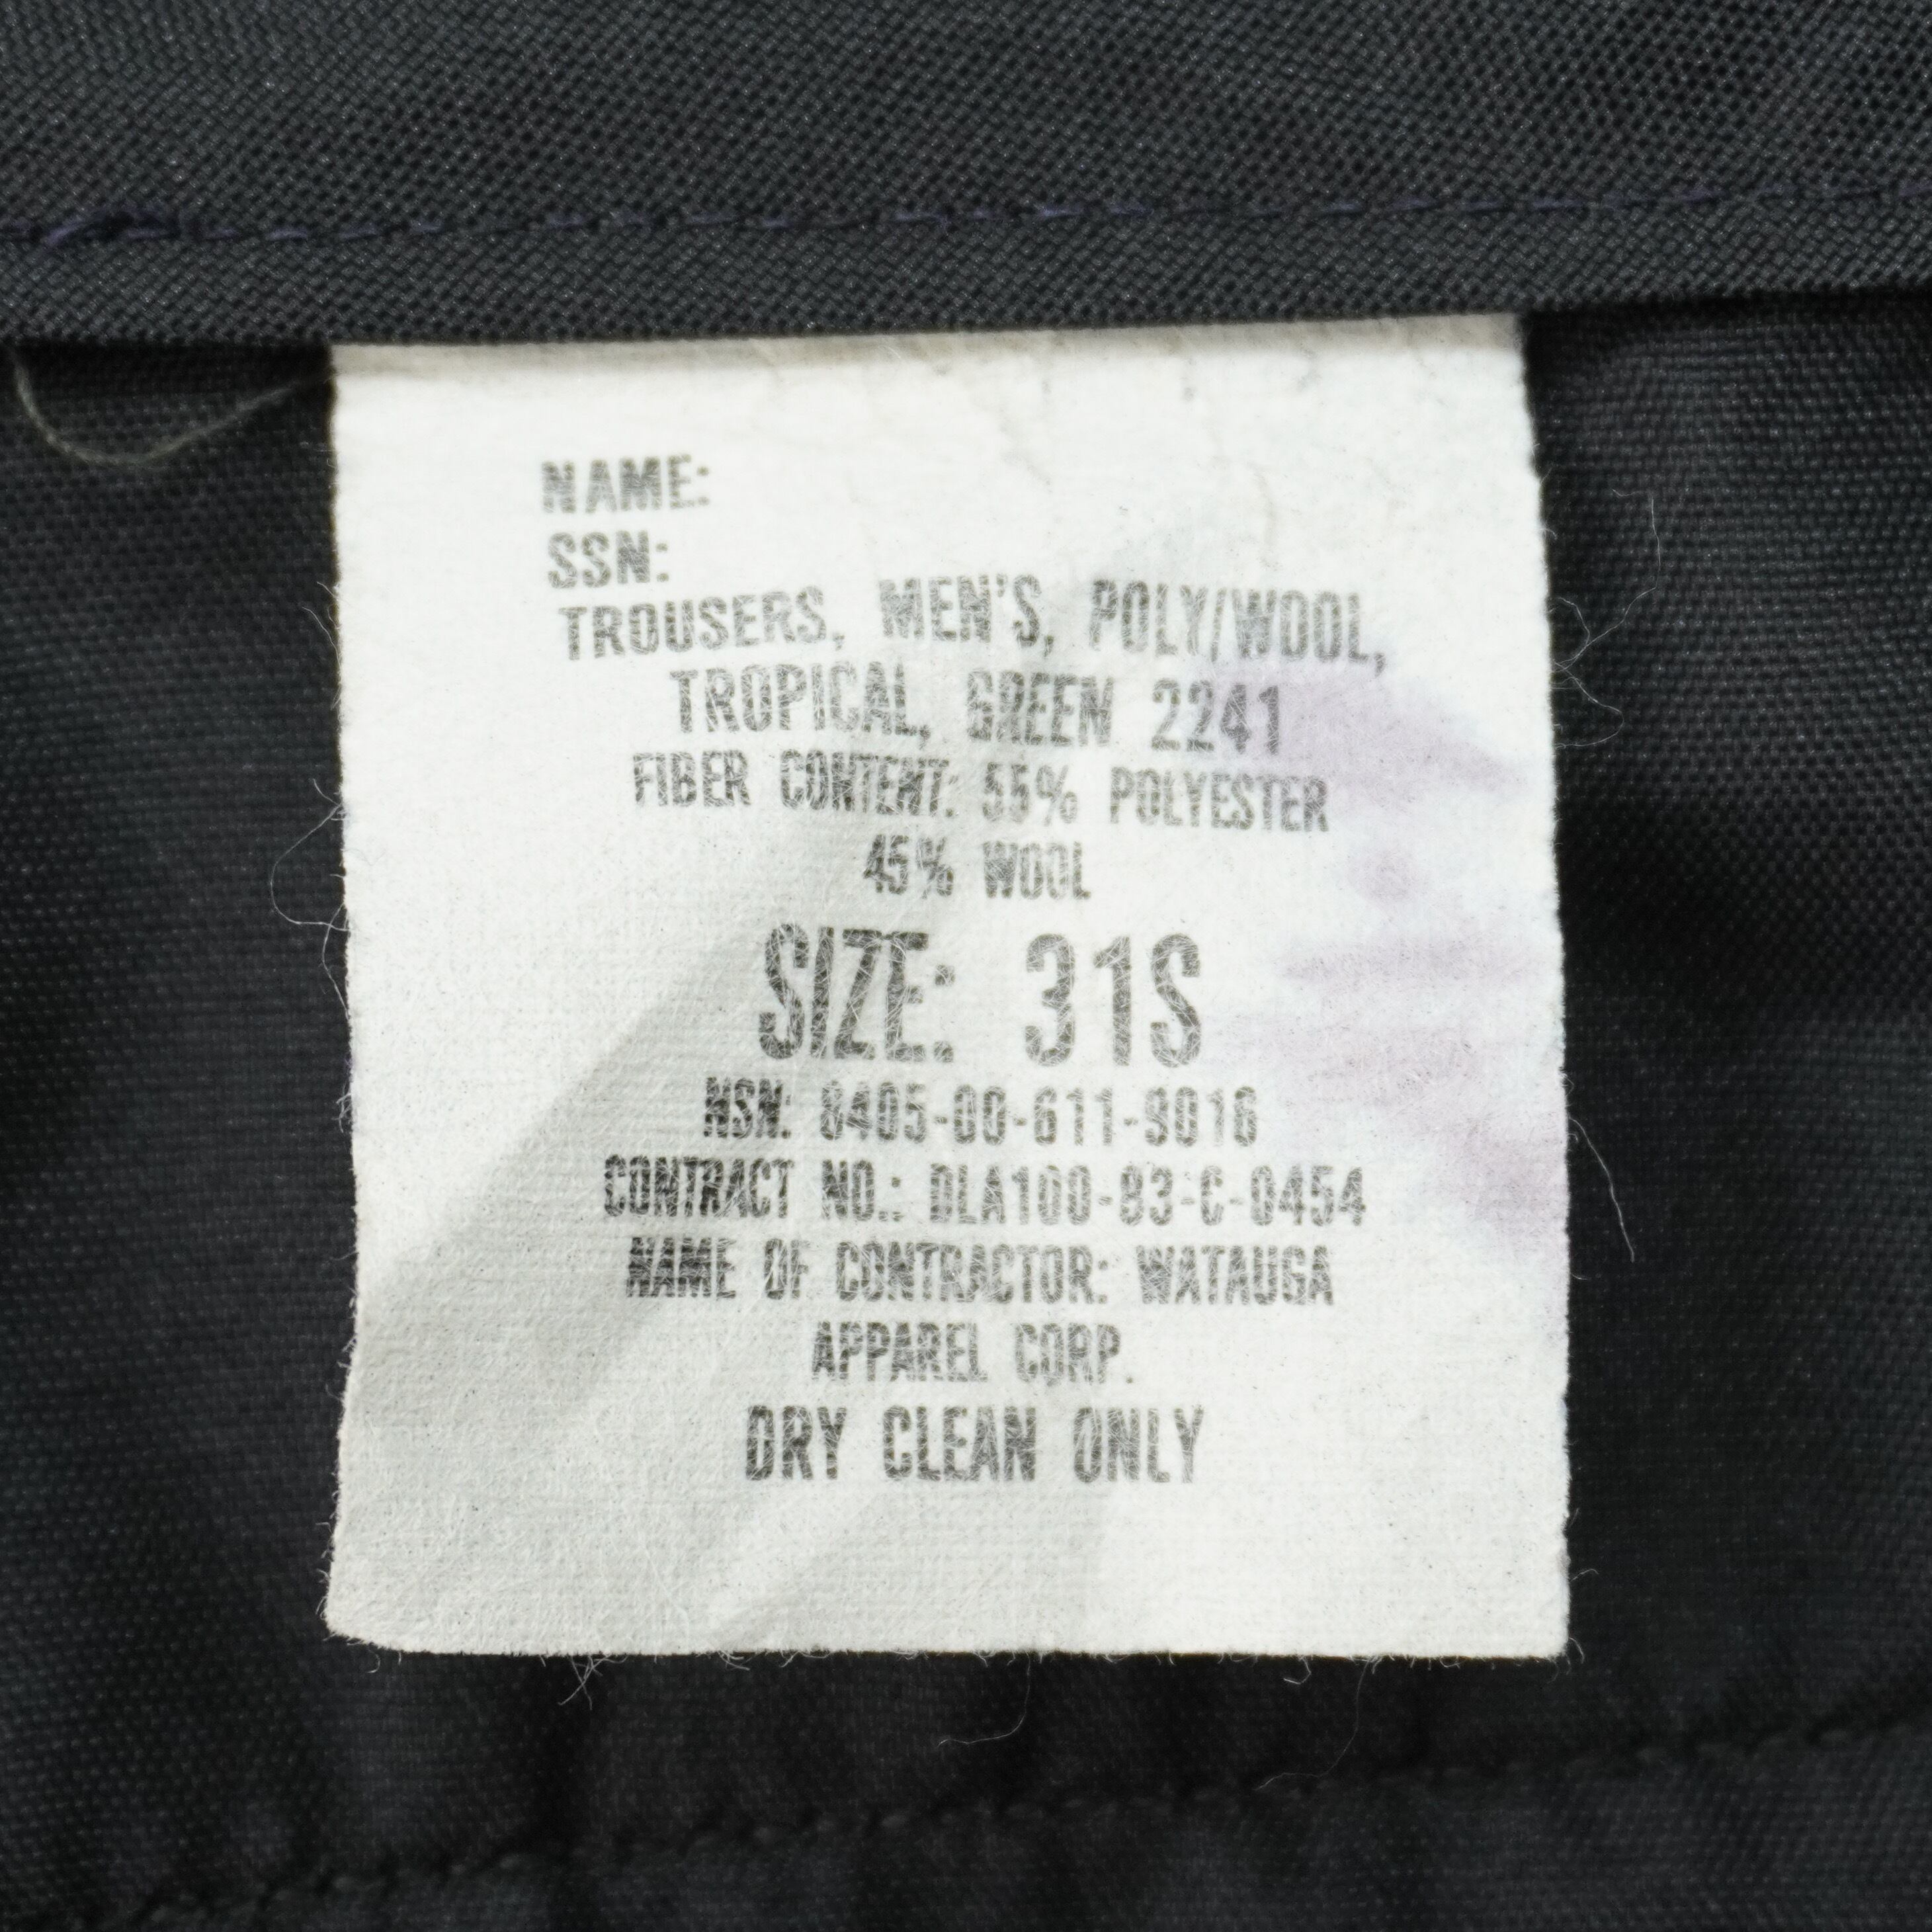 NAME:
SSN:
TROUSERS, MEN'S, POLY/WOOL,
TROPICAL, GREEN 2241
FIBER CONTENT: 55% POLYESTER
45% WOOL
SIZE: 31S
NSN: 8405-00-611-9016
CONTRACT NO.: DLA100-83-C-0454
NAME OF CONTRACTOR: WATAUGA
APPAREL CORP.
DRY CLEAN ONLY